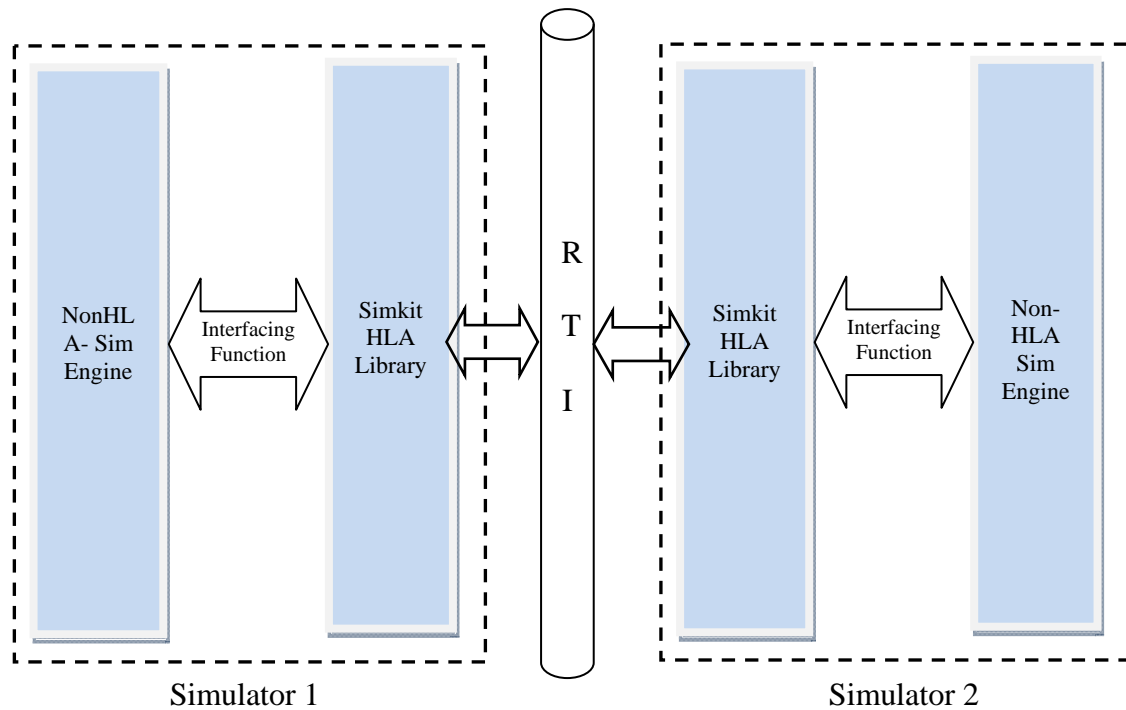 NonHL
A- Sim
Engine
Interfacing
Function
Simkit
HLA
Library
R
T
I
Simkit
HLA
Library
Interfacing
Function
Non-
HLA
Sim
Engine
Simulator 1
Simulator 2